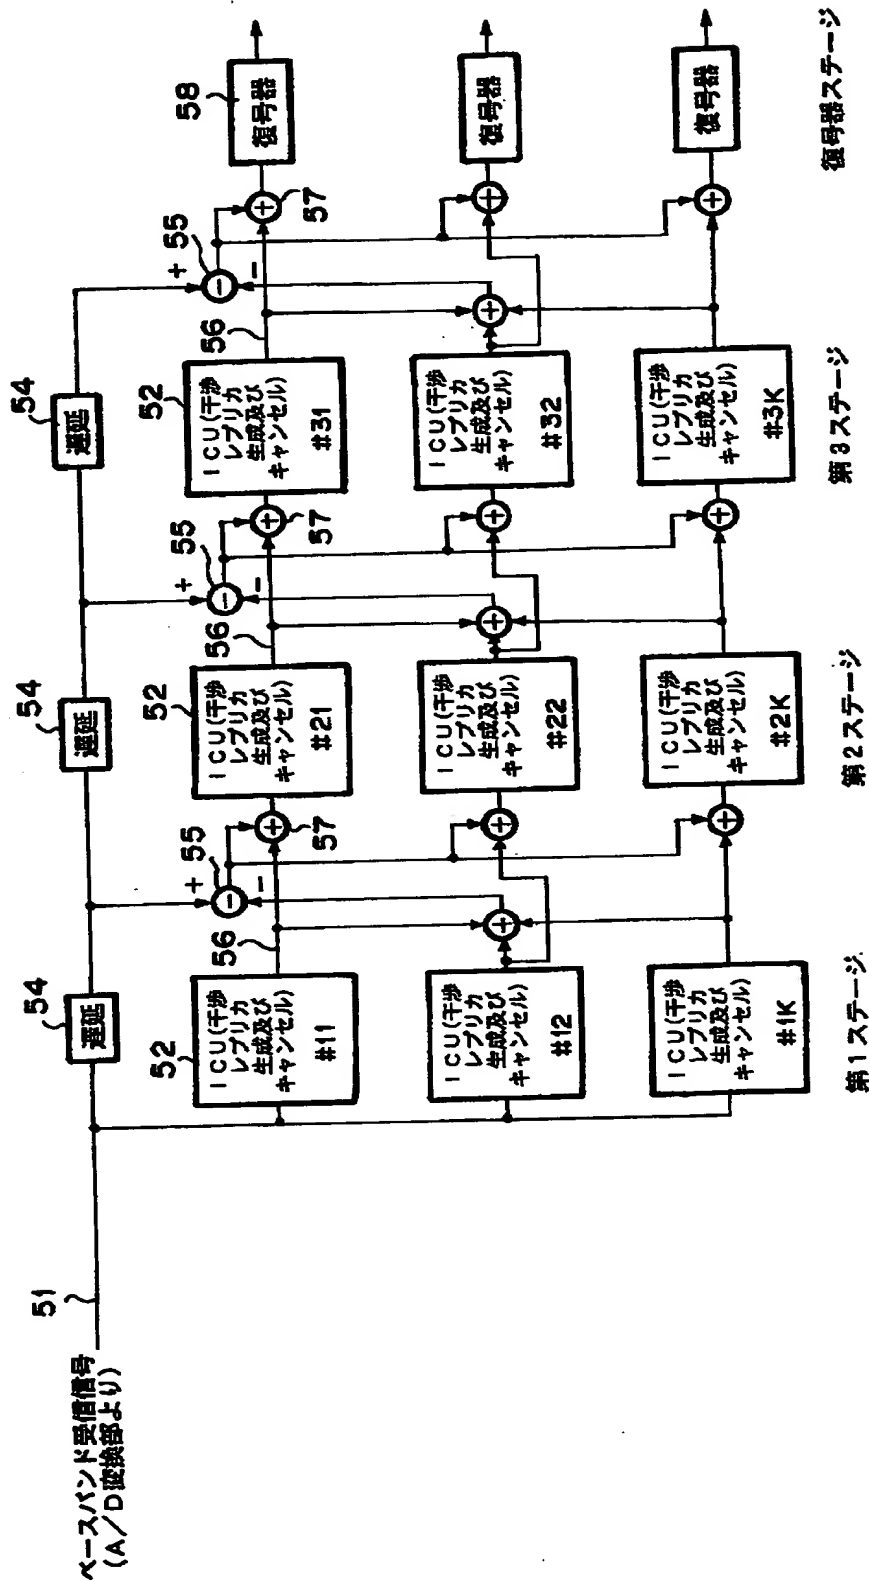 ベースバンド受信信号
(A/D変換部より)
51
54
遅延
54
遅延
54
遅延
52
ICU(干渉
レプリカ
生成及び
キャンセル)
#11
56
+
−
55
−
+
57
52
ICU(干渉
レプリカ
生成及び
キャンセル)
#21
56
+
−
55
−
+
57
52
ICU(干渉
レプリカ
生成及び
キャンセル)
#31
56
+
−
55
−
+
57
58
復号器
ICU(干渉
レプリカ
生成及び
キャンセル)
#12
+
+
ICU(干渉
レプリカ
生成及び
キャンセル)
#22
+
+
ICU(干渉
レプリカ
生成及び
キャンセル)
#32
+
+
復号器
ICU(干渉
レプリカ
生成及び
キャンセル)
#1K
+
ICU(干渉
レプリカ
生成及び
キャンセル)
#2K
+
ICU(干渉
レプリカ
生成及び
キャンセル)
#3K
+
復号器
第1ステージ
第2ステージ
第3ステージ
復号器ステージ